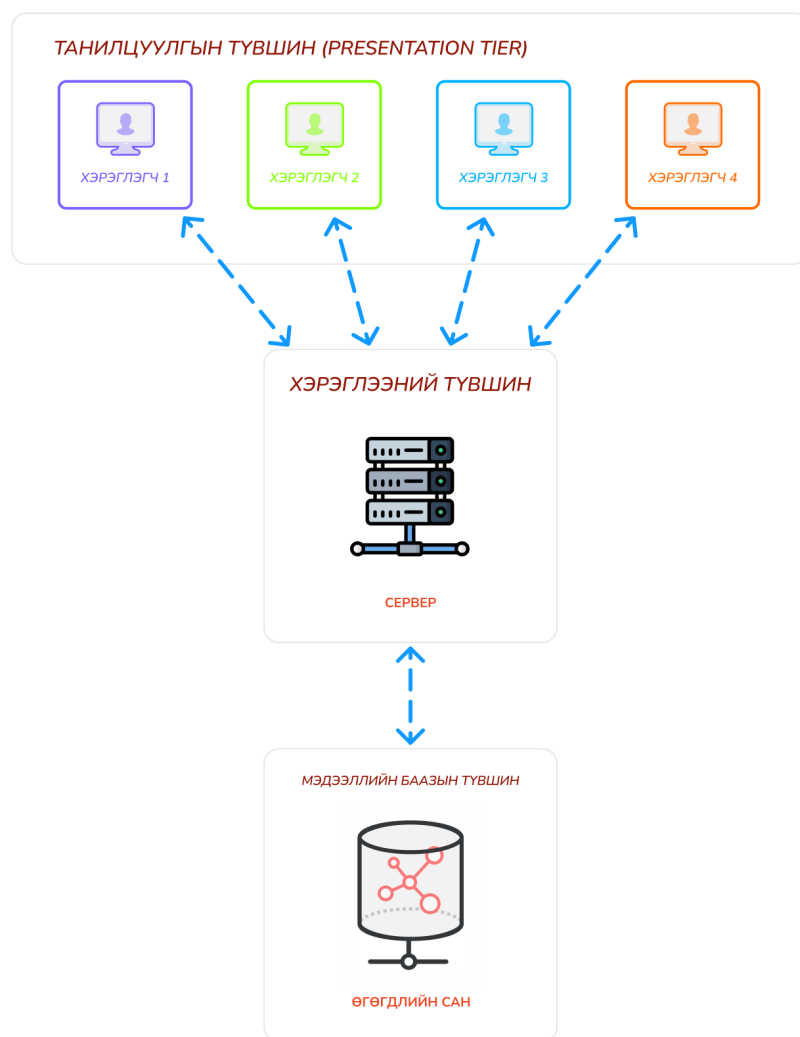 ТАНИЛЦУУЛГЫН ТҮВШИН (PRESENTATION TIER)
ХЭРЭГЛЭГЧ 1
ХЭРЭГЛЭГЧ 2
ХЭРЭГЛЭГЧ 3
ХЭРЭГЛЭГЧ 4
ХЭРЭГЛЭЭНИЙ ТҮВШИН
СЕРВЕР
МЭДЭЭЛЛИЙН БААЗЫН ТҮВШИН
ӨГӨГДЛИЙН САН